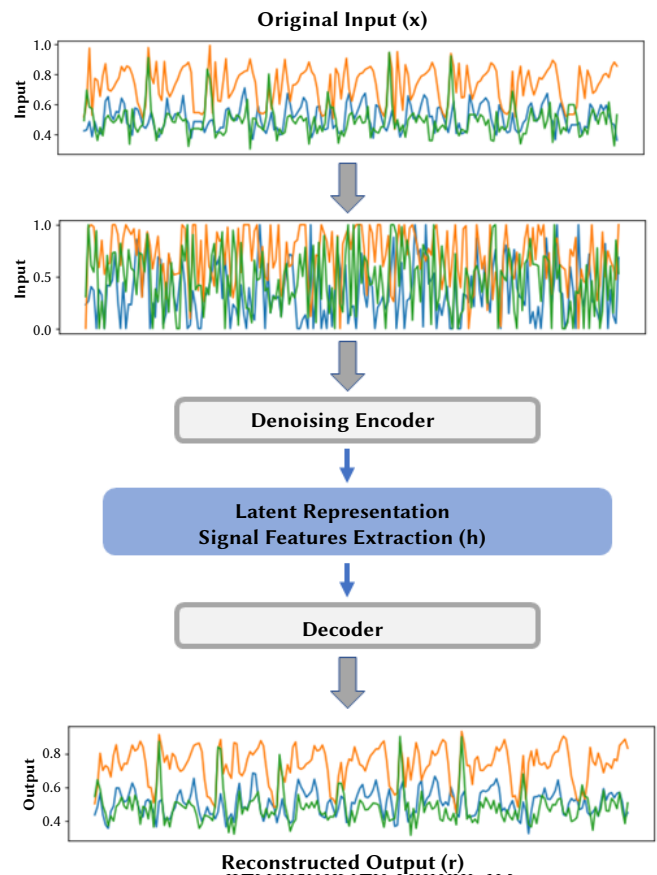 Original Input (x)
1.0
0.8
0.6
0.4
Input
1.0
0.5
0.0
Input
Denoising Encoder
Latent Representation
Signal Features Extraction (h)
Decoder
0.8
0.6
0.4
Output
Reconstructed Output (r)